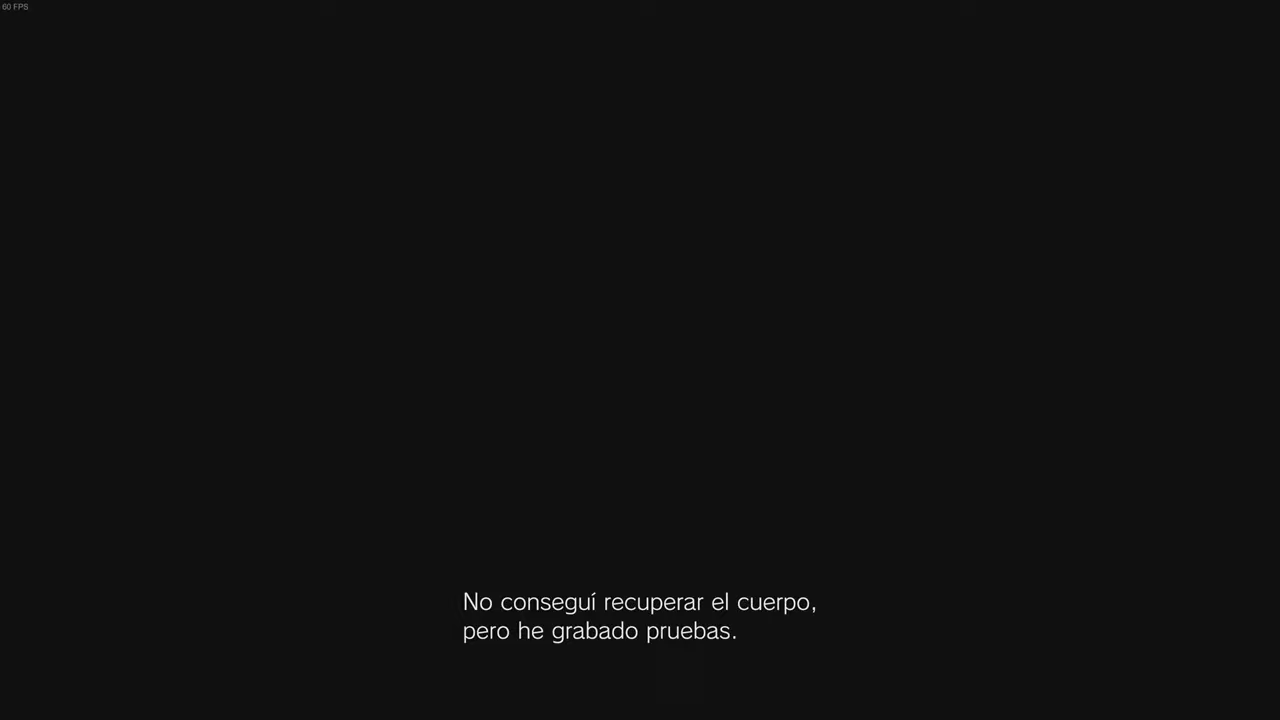 60 FPS
No conseguí recuperar el cuerpo,
pero he grabado pruebas.